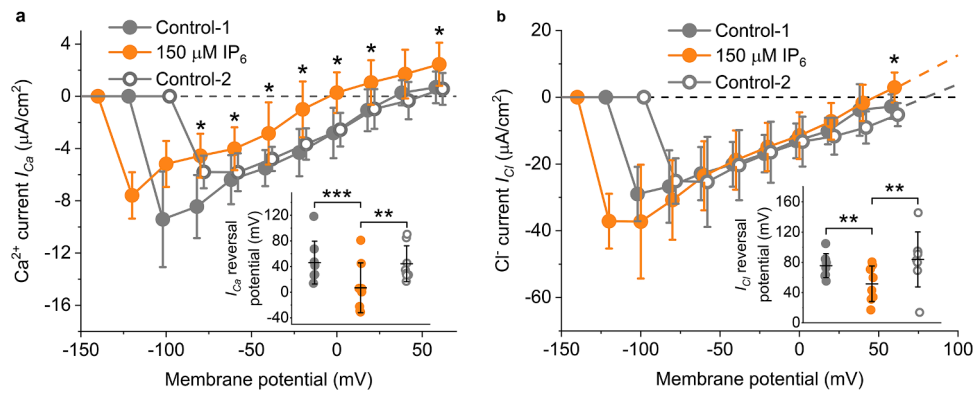 a
Control-1
150 μM IP6
Control-2
* * * * * * *
Ca2+ current ICa (μA/cm2)
4
0
-4
-8
-12
-16
-150 -100 -50 0 50
Membrane potential (mV)
*** **
ICa reversal
potential (mV)
120
80
40
0
-40
b
Control-1
150 μM IP6
Control-2
*
Cl- current ICl (μA/cm2)
20
0
-20
-40
-60
-150 -100 -50 0 50 100
Membrane potential (mV)
** **
ICl reversal
potential (mV)
160
120
80
40
0